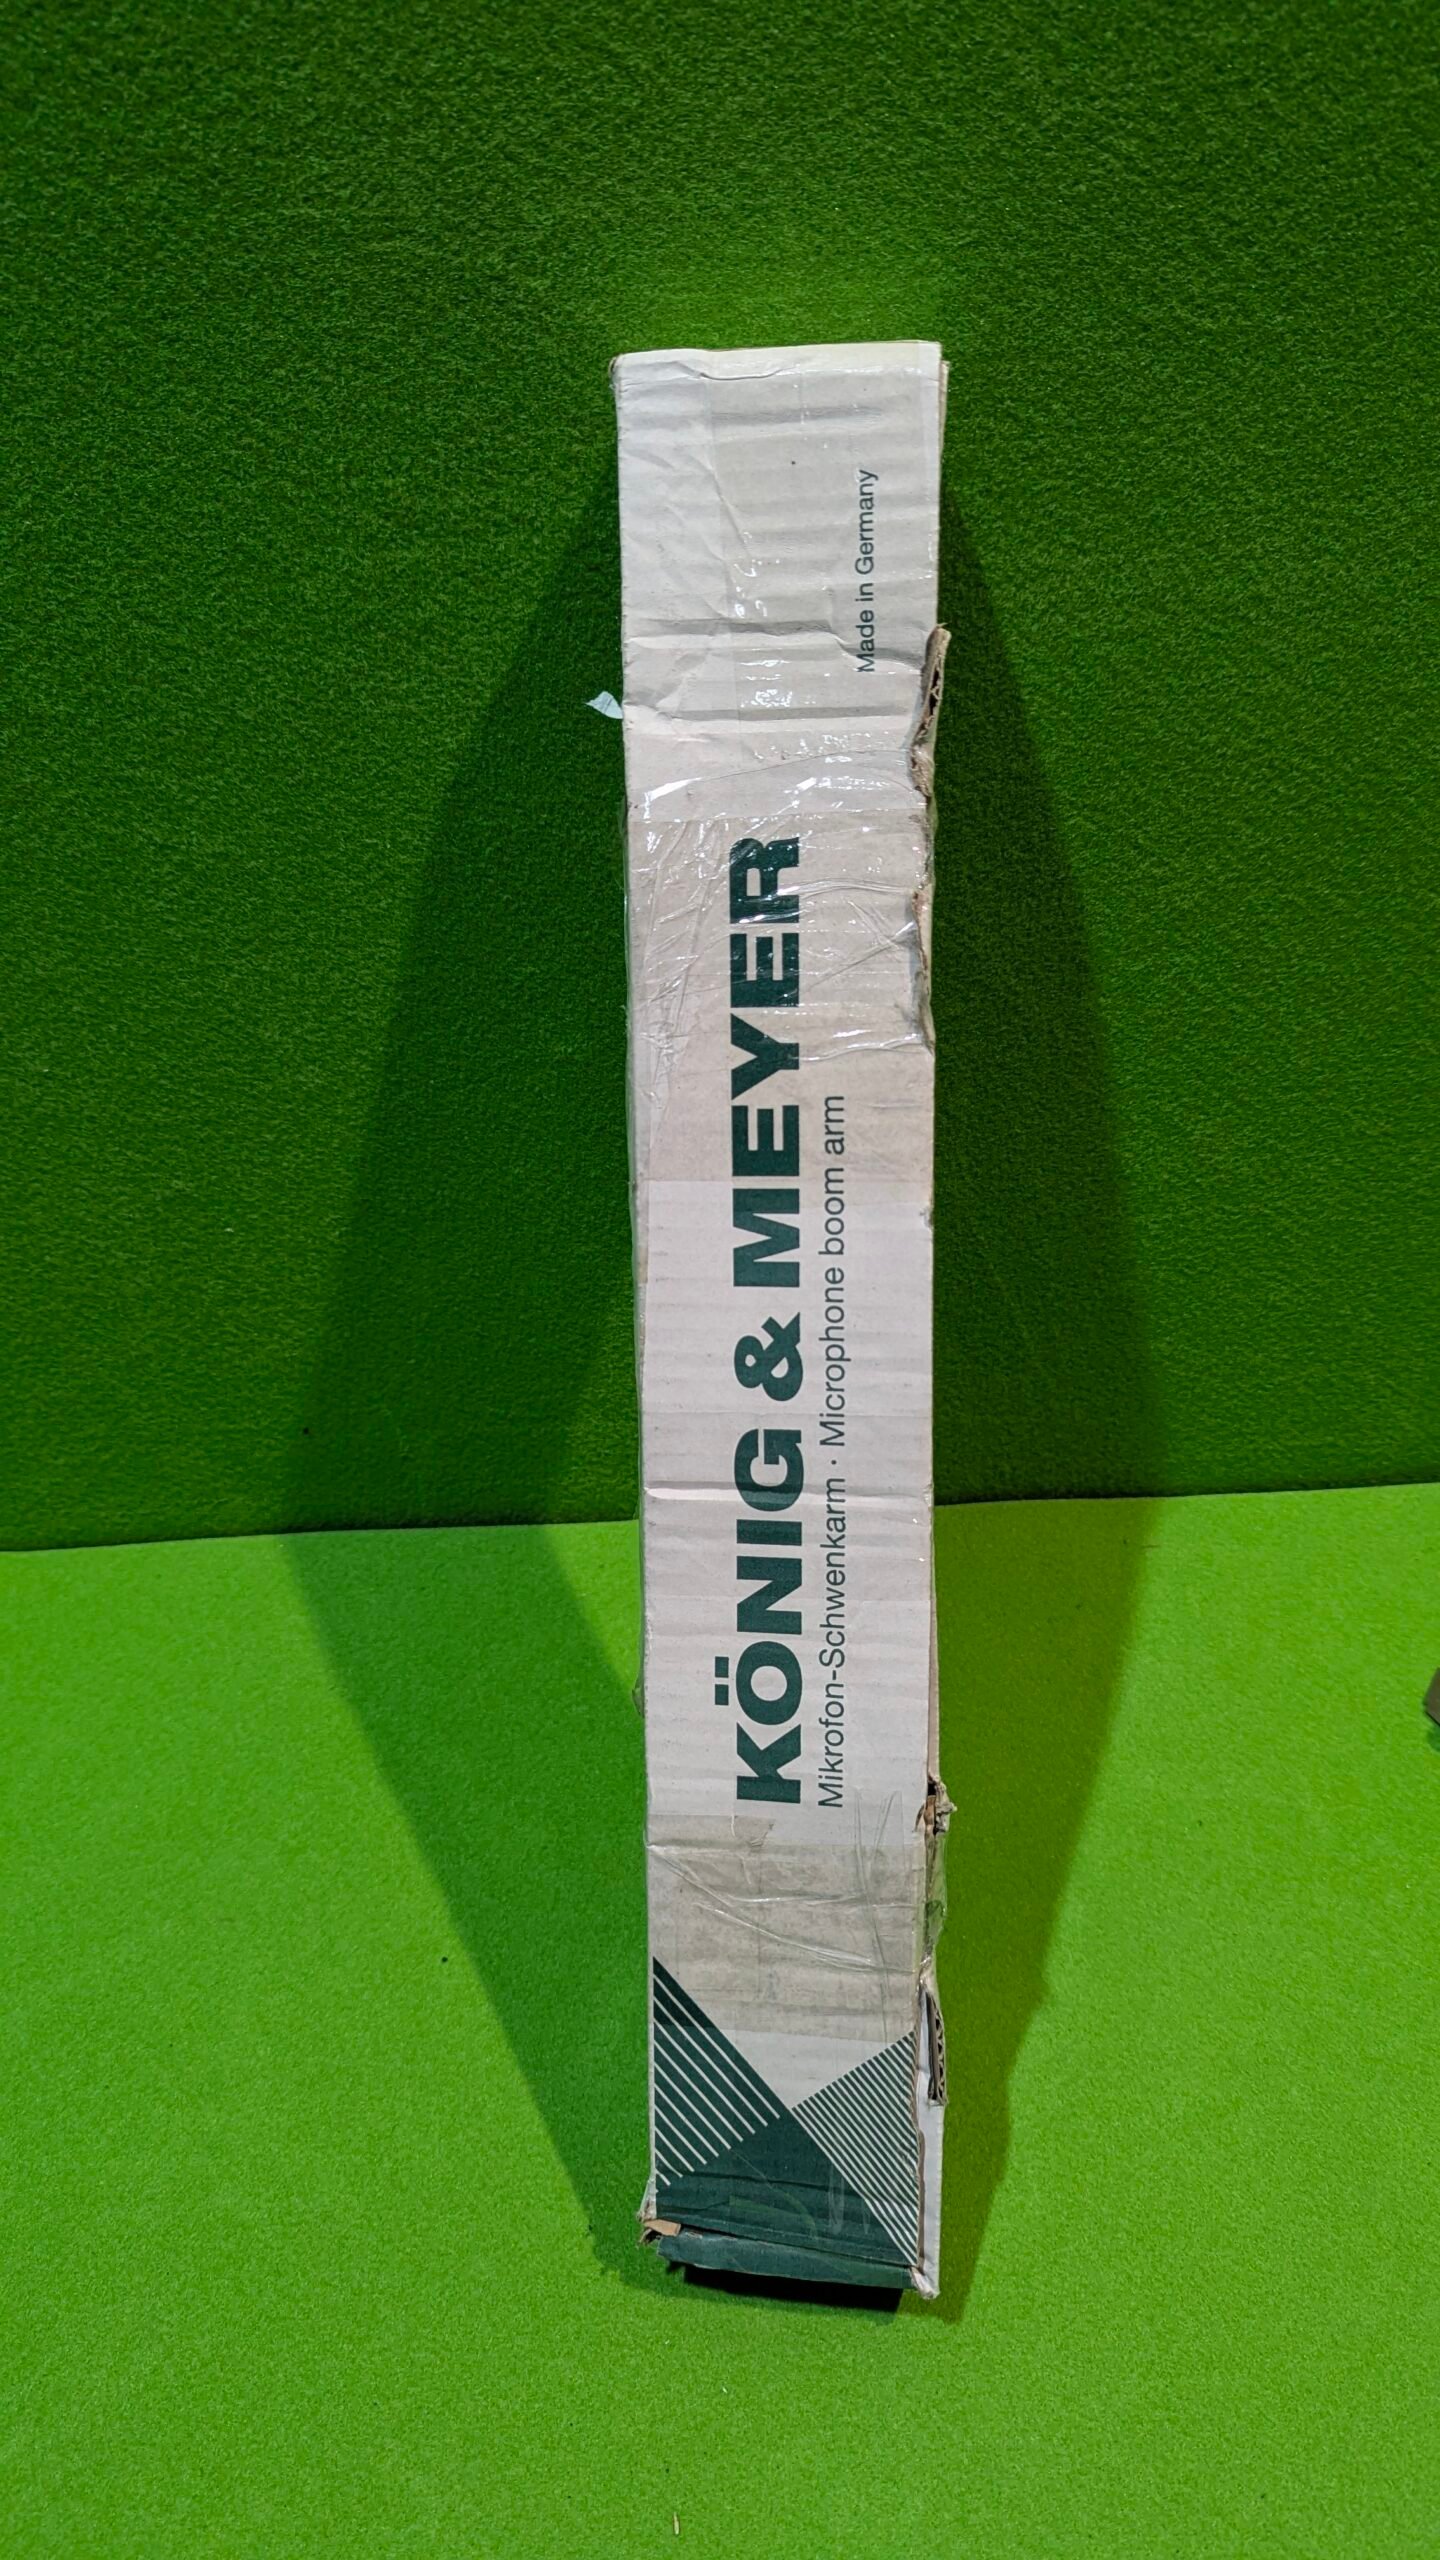 KÖNIG & MEYER
Mikrofon-Schwenkarm · Microphone boom arm
Made in Germany